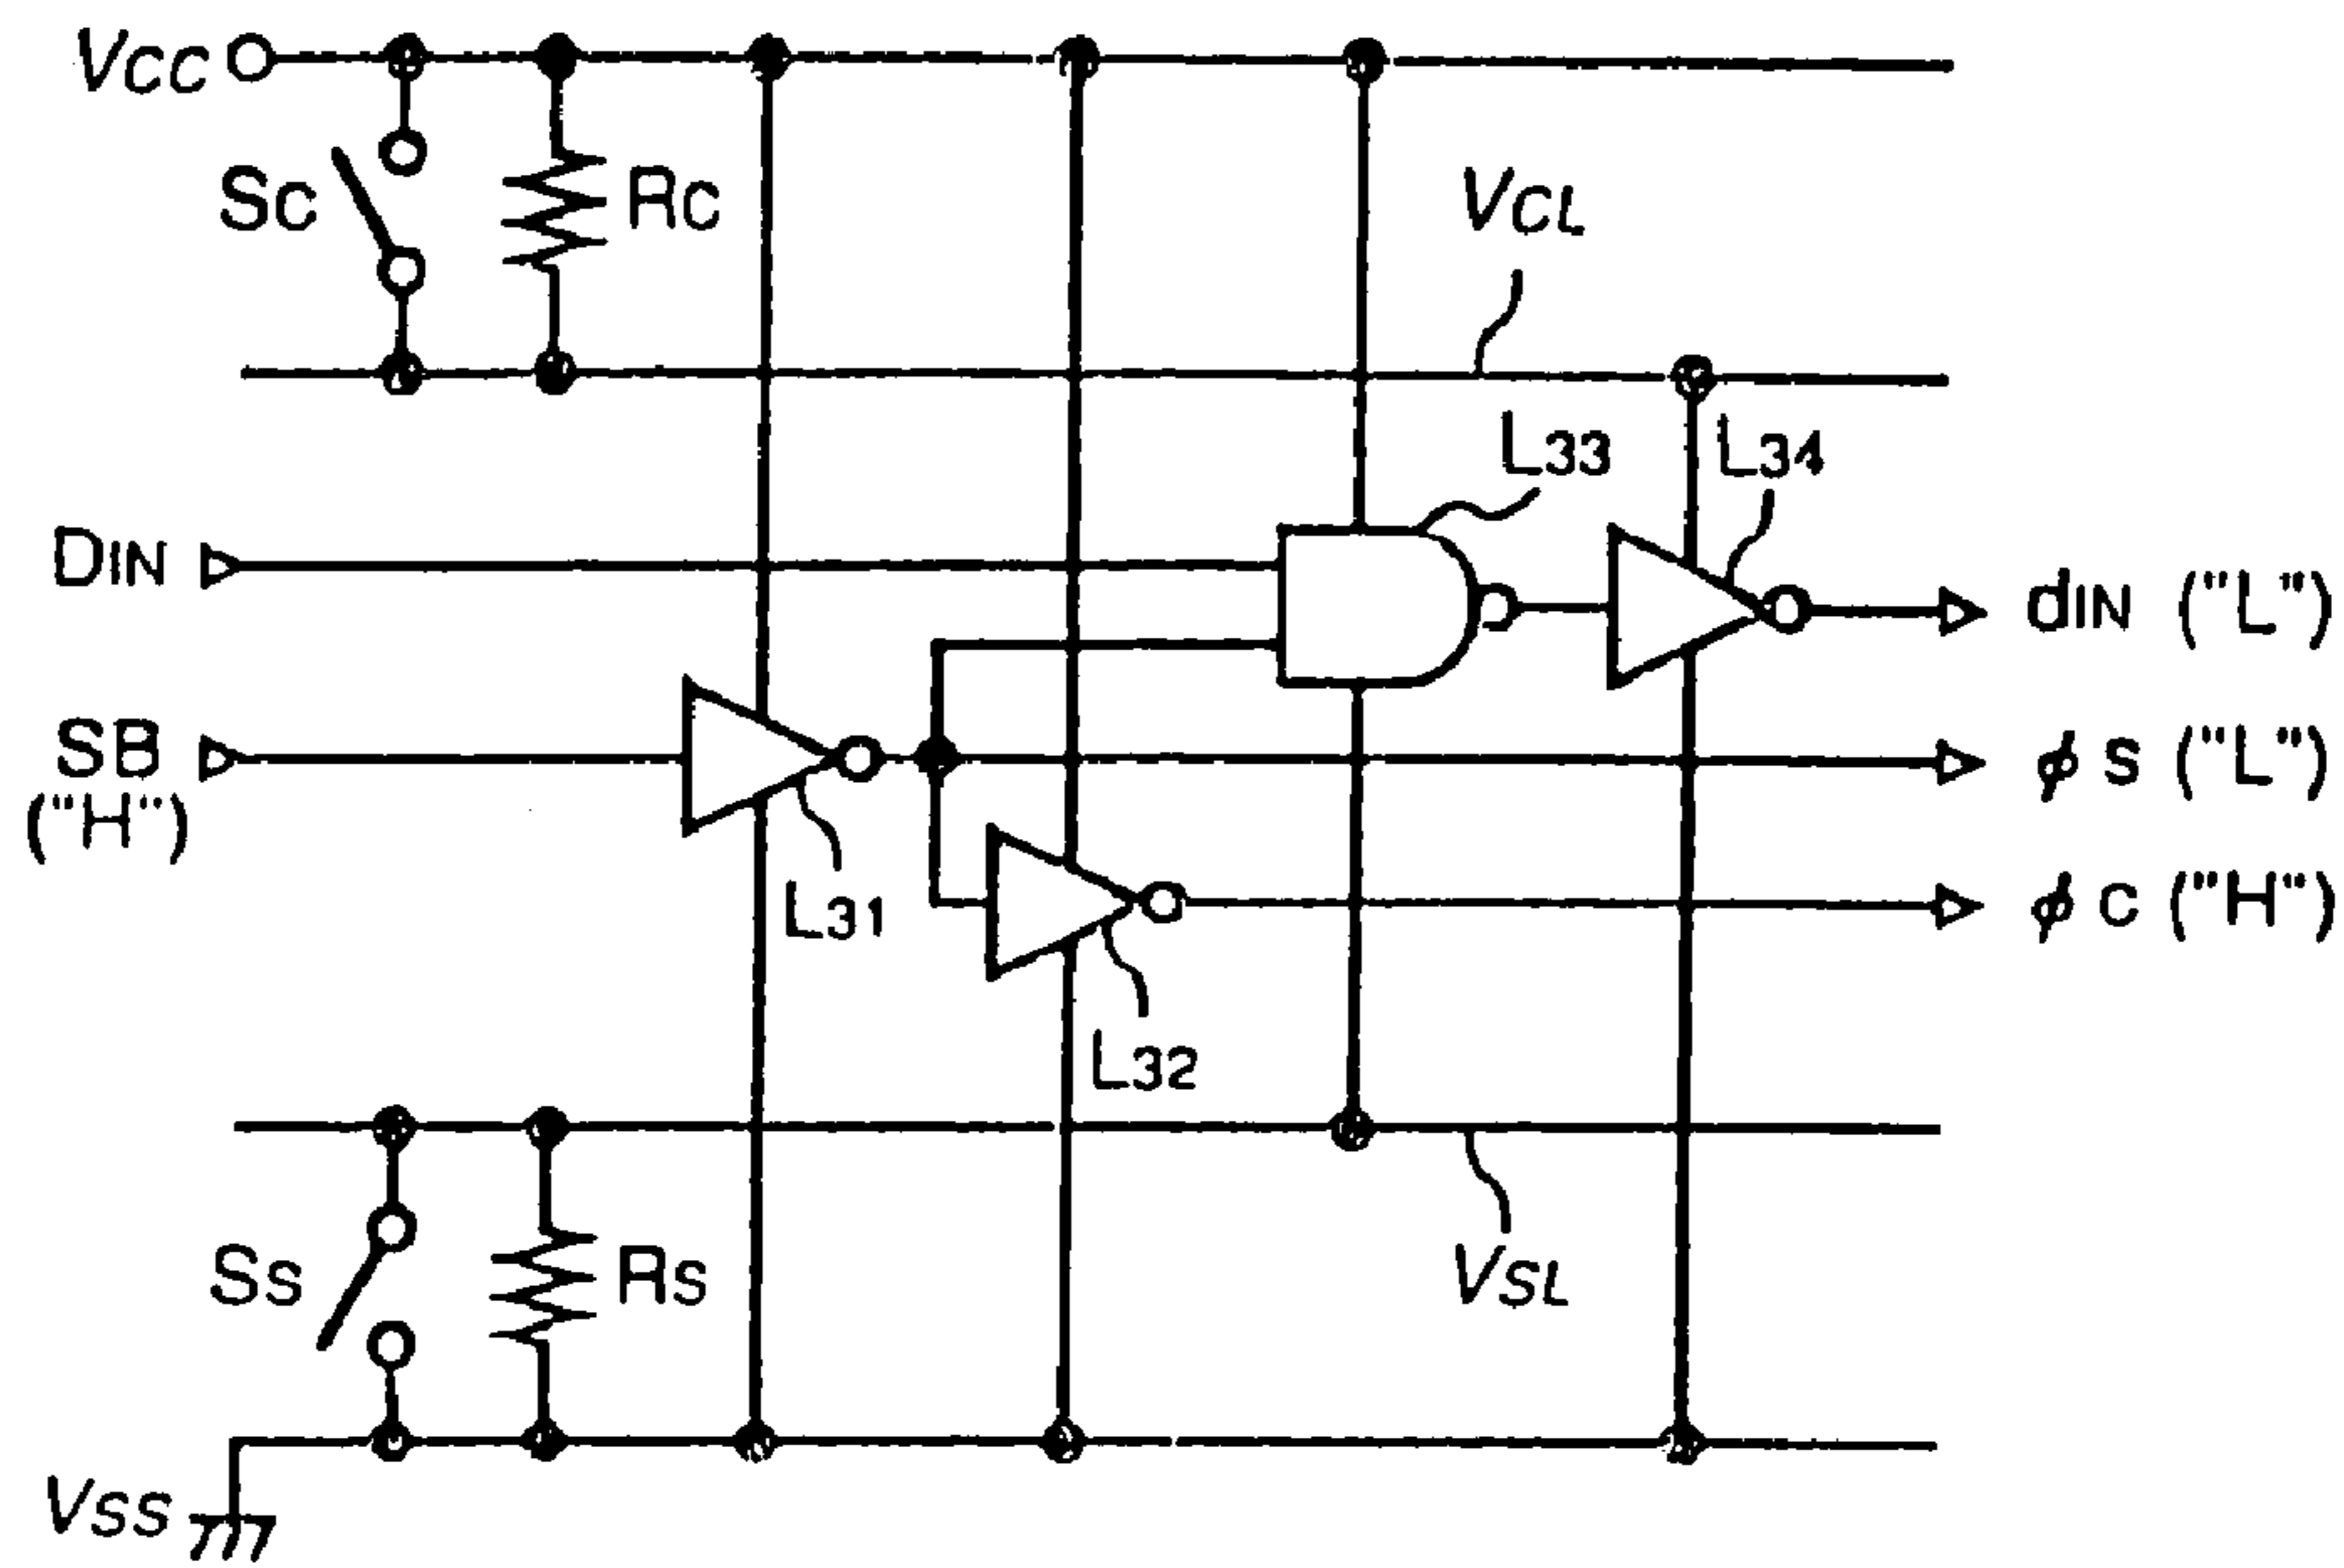 VCC
SC
RC
VCL
L33
L34
DIN
dIN ("L")
SB
("H")
ϕ S ("L")
L31
ϕ C ("H")
L32
SS
RS
VSL
VSS